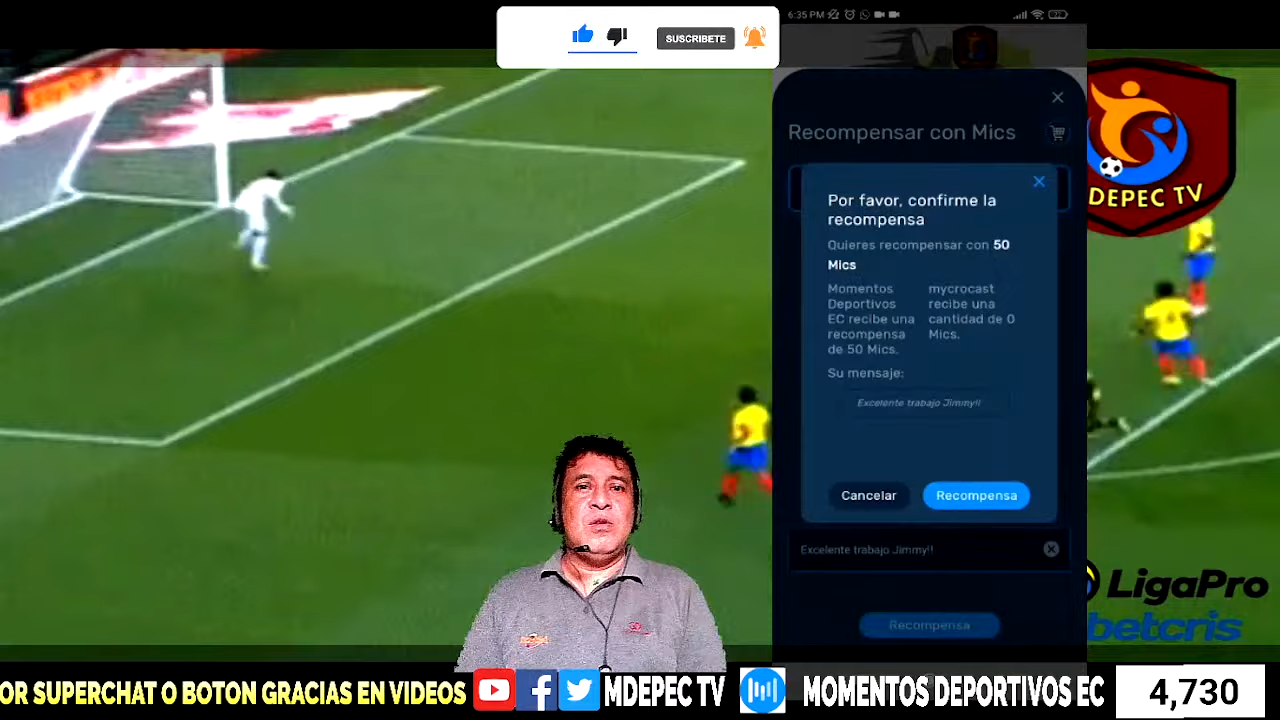 SUSCRIBETE
6:35 PM
Recompensar con Mics
Por favor, confirme la
recompensa
Quieres recompensar con 50
Mics
Momentos
Deportivos
EC recibe una
recompensa
de 50 Mics.
mycrocast
recibe una
cantidad de 0
Mics.
Su mensaje:
Excelente trabajo Jimmy!!
Cancelar
Recompensa
Excelente trabajo Jimmy!!
Recompensa
DEPEC TV
LigaPro
betcris
OR SUPERCHAT O BOTON GRACIAS EN VIDEOS
MDEPEC TV
MOMENTOS DEPORTIVOS EC
4,730